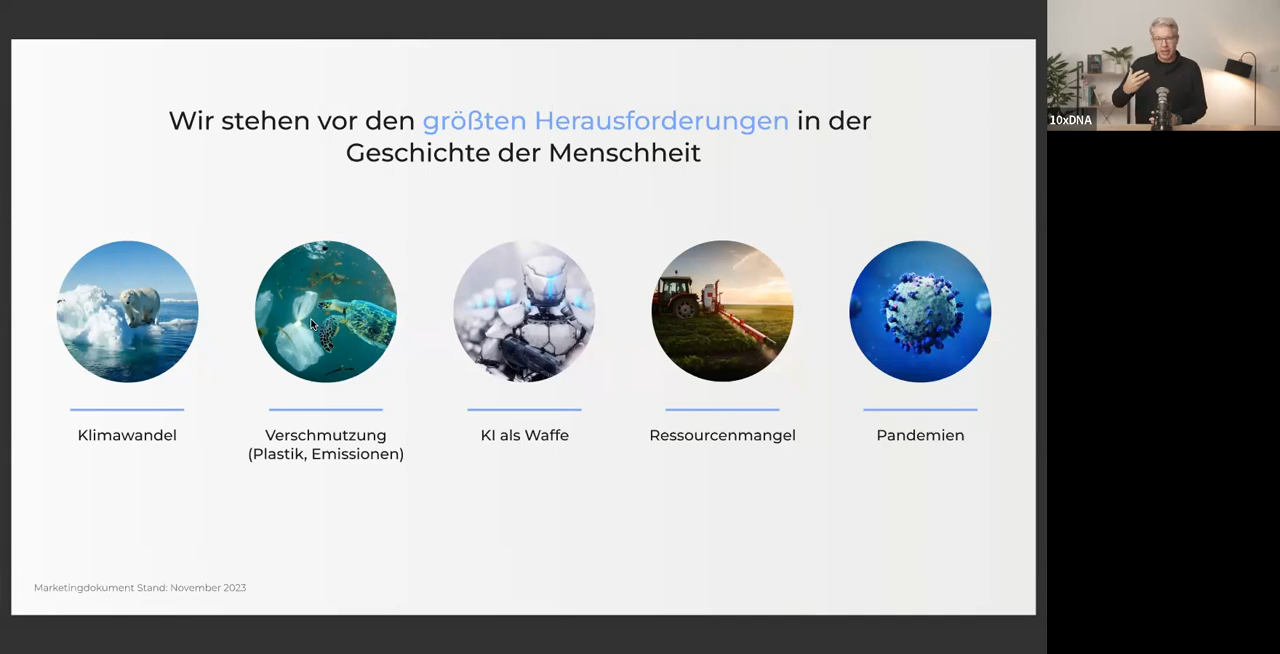 Wir stehen vor den größten Herausforderungen in der
Geschichte der Menschheit
Klimawandel
Verschmutzung
(Plastik, Emissionen)
KI als Waffe
Ressourcenmangel
Pandemien
Marketingdokument Stand: November 2023
10xDNA